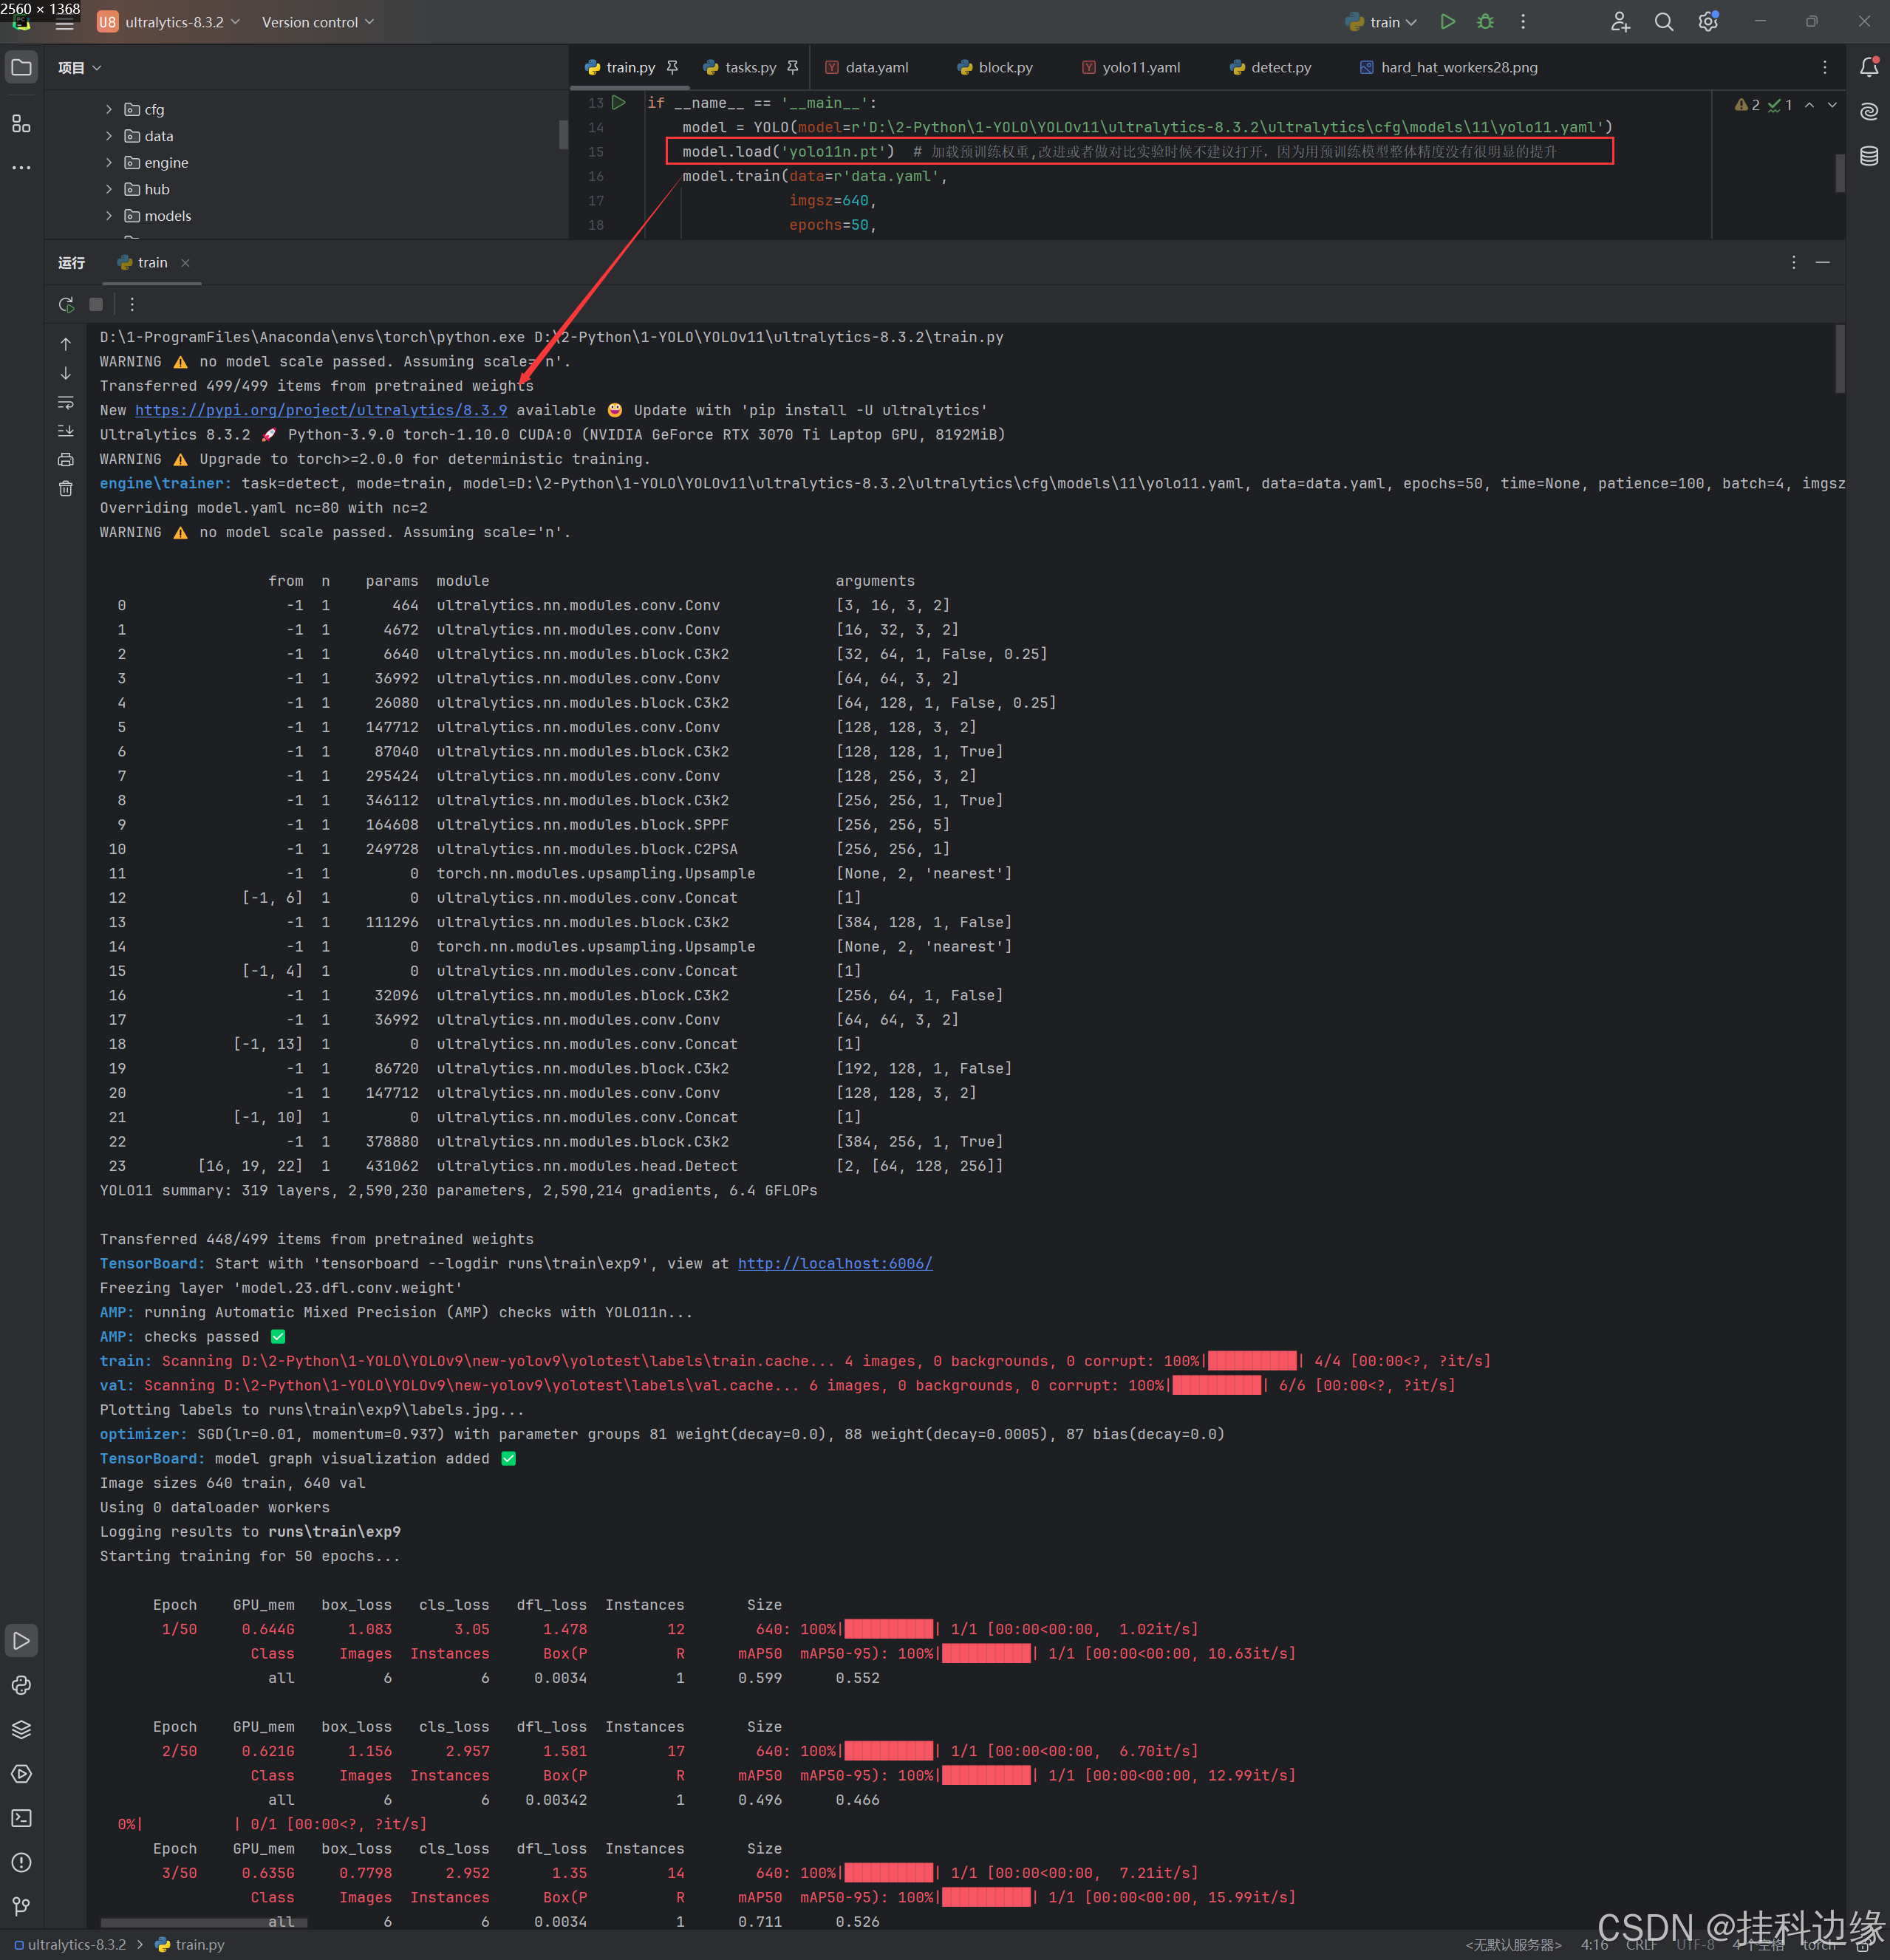 2560 × 1368
U8 ultralytics-8.3.2 Version control train
项目
train.py tasks.py data.yaml block.py yolo11.yaml detect.py hard_hat_workers28.png
cfg
data
engine
hub
models
2 1
13 if __name__ == '__main__':
14 model = YOLO(model=r'D:\2-Python\1-YOLO\YOLOv11\ultralytics-8.3.2\ultralytics\cfg\models\11\yolo11.yaml')
15 model.load('yolo11n.pt') # 加载预训练权重,改进或者做对比实验时候不建议打开，因为用预训练模型整体精度没有很明显的提升
16 model.train(data=r'data.yaml',
17 imgsz=640,
18 epochs=50,
运行 train
D:\1-ProgramFiles\Anaconda\envs\torch\python.exe D:\2-Python\1-YOLO\YOLOv11\ultralytics-8.3.2\train.py
WARNING ⚠️ no model scale passed. Assuming scale='n'.
Transferred 499/499 items from pretrained weights
New https://pypi.org/project/ultralytics/8.3.9 available 😃 Update with 'pip install -U ultralytics'
Ultralytics 8.3.2 🚀 Python-3.9.0 torch-1.10.0 CUDA:0 (NVIDIA GeForce RTX 3070 Ti Laptop GPU, 8192MiB)
WARNING ⚠️ Upgrade to torch>=2.0.0 for deterministic training.
engine\trainer: task=detect, mode=train, model=D:\2-Python\1-YOLO\YOLOv11\ultralytics-8.3.2\ultralytics\cfg\models\11\yolo11.yaml, data=data.yaml, epochs=50, time=None, patience=100, batch=4, imgsz
Overriding model.yaml nc=80 with nc=2
WARNING ⚠️ no model scale passed. Assuming scale='n'.
from n params module arguments
0 -1 1 464 ultralytics.nn.modules.conv.Conv [3, 16, 3, 2]
1 -1 1 4672 ultralytics.nn.modules.conv.Conv [16, 32, 3, 2]
2 -1 1 6640 ultralytics.nn.modules.block.C3k2 [32, 64, 1, False, 0.25]
3 -1 1 36992 ultralytics.nn.modules.conv.Conv [64, 64, 3, 2]
4 -1 1 26080 ultralytics.nn.modules.block.C3k2 [64, 128, 1, False, 0.25]
5 -1 1 147712 ultralytics.nn.modules.conv.Conv [128, 128, 3, 2]
6 -1 1 87040 ultralytics.nn.modules.block.C3k2 [128, 128, 1, True]
7 -1 1 295424 ultralytics.nn.modules.conv.Conv [128, 256, 3, 2]
8 -1 1 346112 ultralytics.nn.modules.block.C3k2 [256, 256, 1, True]
9 -1 1 164608 ultralytics.nn.modules.block.SPPF [256, 256, 5]
10 -1 1 249728 ultralytics.nn.modules.block.C2PSA [256, 256, 1]
11 -1 1 0 torch.nn.modules.upsampling.Upsample [None, 2, 'nearest']
12 [-1, 6] 1 0 ultralytics.nn.modules.conv.Concat [1]
13 -1 1 111296 ultralytics.nn.modules.block.C3k2 [384, 128, 1, False]
14 -1 1 0 torch.nn.modules.upsampling.Upsample [None, 2, 'nearest']
15 [-1, 4] 1 0 ultralytics.nn.modules.conv.Concat [1]
16 -1 1 32096 ultralytics.nn.modules.block.C3k2 [256, 64, 1, False]
17 -1 1 36992 ultralytics.nn.modules.conv.Conv [64, 64, 3, 2]
18 [-1, 13] 1 0 ultralytics.nn.modules.conv.Concat [1]
19 -1 1 86720 ultralytics.nn.modules.block.C3k2 [192, 128, 1, False]
20 -1 1 147712 ultralytics.nn.modules.conv.Conv [128, 128, 3, 2]
21 [-1, 10] 1 0 ultralytics.nn.modules.conv.Concat [1]
22 -1 1 378880 ultralytics.nn.modules.block.C3k2 [384, 256, 1, True]
23 [16, 19, 22] 1 431062 ultralytics.nn.modules.head.Detect [2, [64, 128, 256]]
YOLO11 summary: 319 layers, 2,590,230 parameters, 2,590,214 gradients, 6.4 GFLOPs
Transferred 448/499 items from pretrained weights
TensorBoard: Start with 'tensorboard --logdir runs\train\exp9', view at http://localhost:6006/
Freezing layer 'model.23.dfl.conv.weight'
AMP: running Automatic Mixed Precision (AMP) checks with YOLO11n...
AMP: checks passed ✅
train: Scanning D:\2-Python\1-YOLO\YOLOv9\new-yolov9\yolotest\labels\train.cache... 4 images, 0 backgrounds, 0 corrupt: 100%|██████████| 4/4 [00:00<?, ?it/s]
val: Scanning D:\2-Python\1-YOLO\YOLOv9\new-yolov9\yolotest\labels\val.cache... 6 images, 0 backgrounds, 0 corrupt: 100%|██████████| 6/6 [00:00<?, ?it/s]
Plotting labels to runs\train\exp9\labels.jpg...
optimizer: SGD(lr=0.01, momentum=0.937) with parameter groups 81 weight(decay=0.0), 88 weight(decay=0.0005), 87 bias(decay=0.0)
TensorBoard: model graph visualization added ✅
Image sizes 640 train, 640 val
Using 0 dataloader workers
Logging results to runs\train\exp9
Starting training for 50 epochs...
Epoch GPU_mem box_loss cls_loss dfl_loss Instances Size
1/50 0.644G 1.083 3.05 1.478 12 640: 100%|██████████| 1/1 [00:00<00:00, 1.02it/s]
Class Images Instances Box(P R mAP50 mAP50-95): 100%|██████████| 1/1 [00:00<00:00, 10.63it/s]
all 6 6 0.0034 1 0.599 0.552
Epoch GPU_mem box_loss cls_loss dfl_loss Instances Size
2/50 0.621G 1.156 2.957 1.581 17 640: 100%|██████████| 1/1 [00:00<00:00, 6.70it/s]
Class Images Instances Box(P R mAP50 mAP50-95): 100%|██████████| 1/1 [00:00<00:00, 12.99it/s]
all 6 6 0.00342 1 0.496 0.466
0%| | 0/1 [00:00<?, ?it/s]
Epoch GPU_mem box_loss cls_loss dfl_loss Instances Size
3/50 0.635G 0.7798 2.952 1.35 14 640: 100%|██████████| 1/1 [00:00<00:00, 7.21it/s]
Class Images Instances Box(P R mAP50 mAP50-95): 100%|██████████| 1/1 [00:00<00:00, 15.99it/s]
all 6 6 0.0034 1 0.711 0.526
ultralytics-8.3.2 train.py <无默认服务器> 4:16 CRLF UTF-8 4个空格 torch
CSDN @挂科边缘